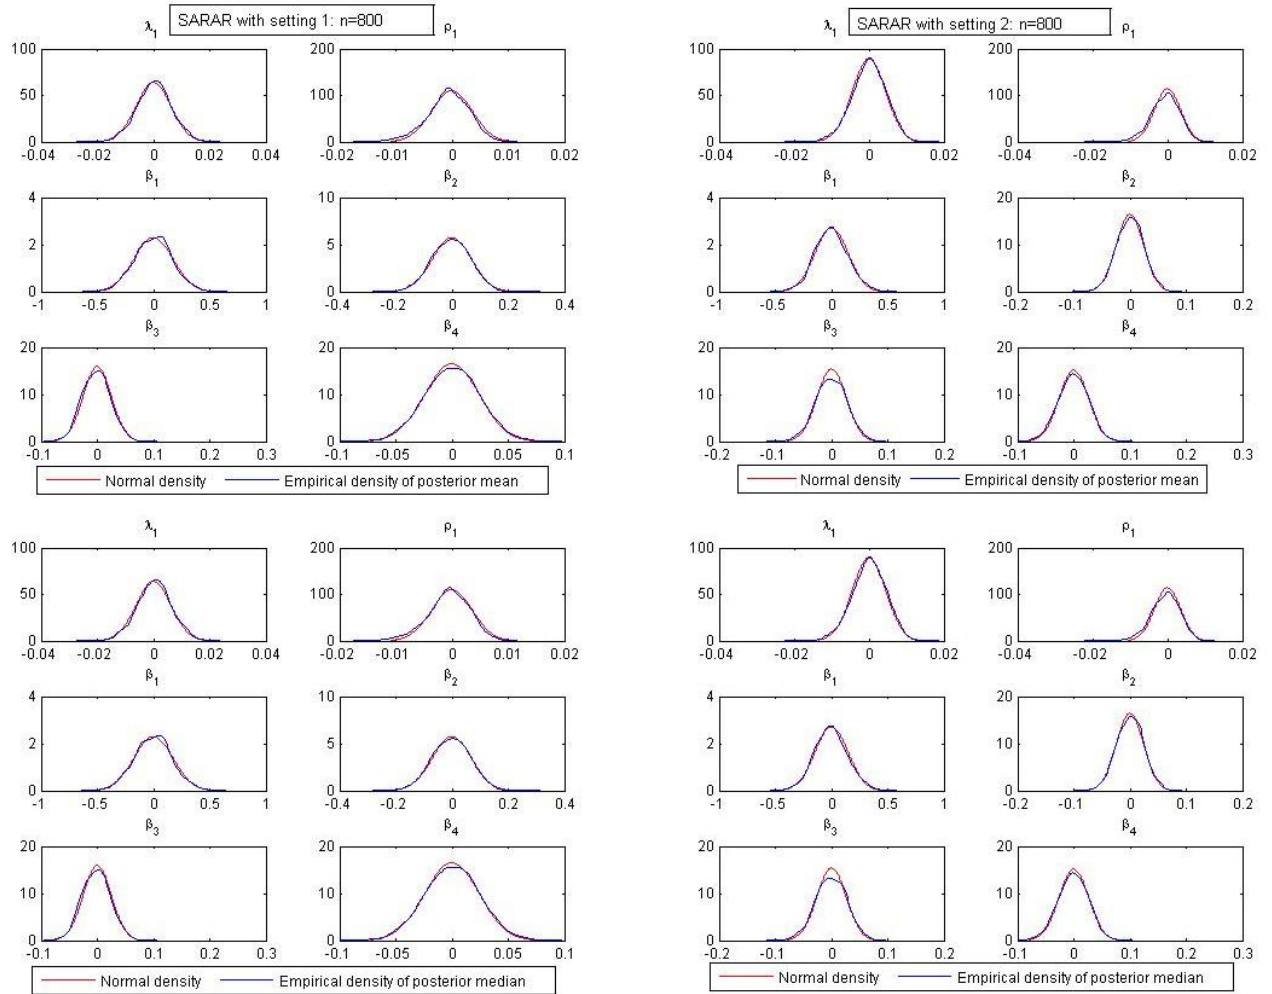 SARAR with setting 1: n=800
λ1 ρ1
100 200
50 100
0 0
-0.04 -0.02 0 0.02 0.04 -0.02 -0.01 0 0.01 0.02
β1 β2
4 10
2 5
0 0
-1 -0.5 0 0.5 1 -0.4 -0.2 0 0.2 0.4
β3 β4
20 20
10 10
0 0
-0.1 0 0.1 0.2 0.3 -0.1 -0.05 0 0.05 0.1
Normal density Empirical density of posterior mean
SARAR with setting 2: n=800
λ1 ρ1
100 200
50 100
0 0
-0.04 -0.02 0 0.02 -0.04 -0.02 0 0.02
β1 β2
4 20
2 10
0 0
-1 -0.5 0 0.5 1 -0.2 -0.1 0 0.1 0.2
β3 β4
20 20
10 10
0 0
-0.2 -0.1 0 0.1 0.2 -0.1 0 0.1 0.2 0.3
Normal density Empirical density of posterior mean
λ1 ρ1
100 200
50 100
0 0
-0.04 -0.02 0 0.02 0.04 -0.02 -0.01 0 0.01 0.02
β1 β2
4 10
2 5
0 0
-1 -0.5 0 0.5 1 -0.4 -0.2 0 0.2 0.4
β3 β4
20 20
10 10
0 0
-0.1 0 0.1 0.2 0.3 -0.1 -0.05 0 0.05 0.1
Normal density Empirical density of posterior median
λ1 ρ1
100 200
50 100
0 0
-0.04 -0.02 0 0.02 -0.04 -0.02 0 0.02
β1 β2
4 20
2 10
0 0
-1 -0.5 0 0.5 1 -0.2 -0.1 0 0.1 0.2
β3 β4
20 20
10 10
0 0
-0.2 -0.1 0 0.1 0.2 -0.1 0 0.1 0.2 0.3
Normal density Empirical density of posterior median